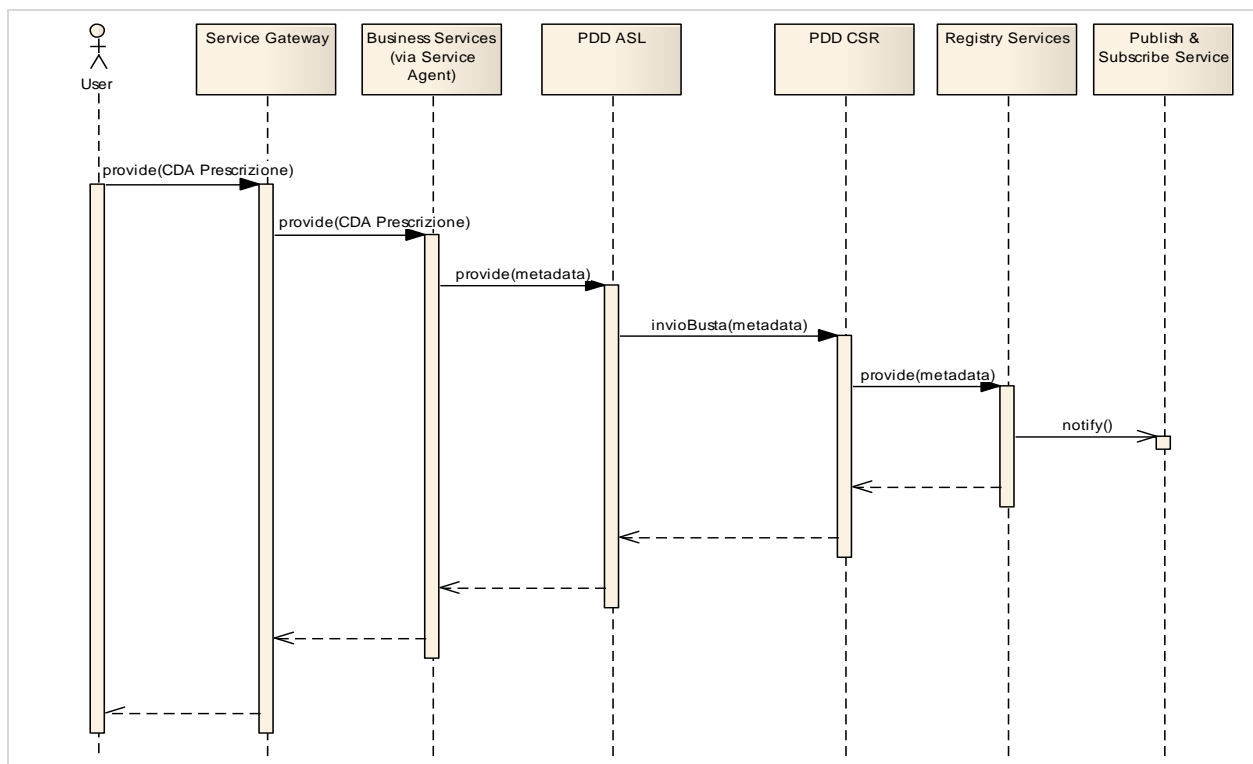 User
Service Gateway
Business Services
(via Service
Agent)
PDD ASL
PDD CSR
Registry Services
Publish &
Subscribe Service
provide(CDA Prescrizione)
provide(CDA Prescrizione)
provide(metadata)
invioBusta(metadata)
provide(metadata)
notify()